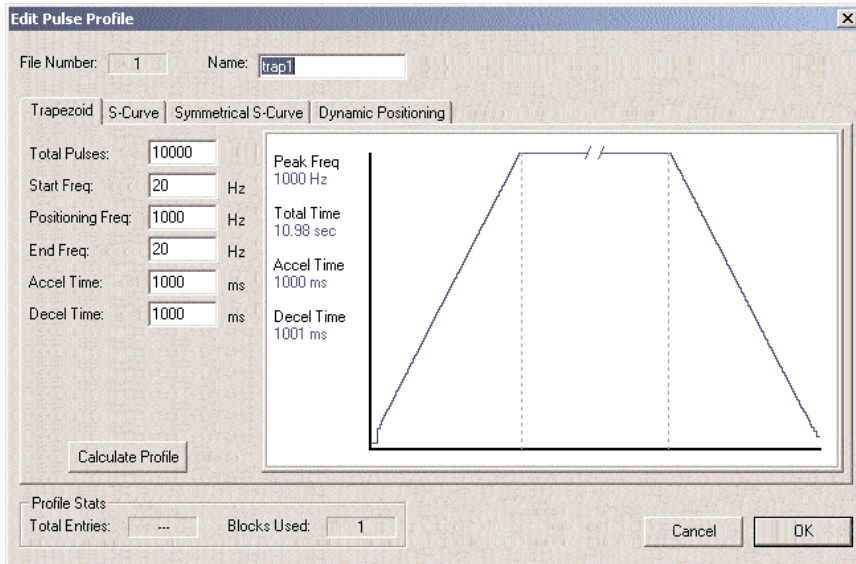 Edit Pulse Profile
File Number: 1 Name: trap1
Trapezoid S-Curve Symmetrical S-Curve Dynamic Positioning
Total Pulses: 10000
Start Freq: 20 Hz
Positioning Freq: 1000 Hz
End Freq: 20 Hz
Accel Time: 1000 ms
Decel Time: 1000 ms
Calculate Profile
Peak Freq
1000 Hz
Total Time
10.98 sec
Accel Time
1000 ms
Decel Time
1001 ms
Profile Stats
Total Entries: --- Blocks Used: 1
Cancel OK